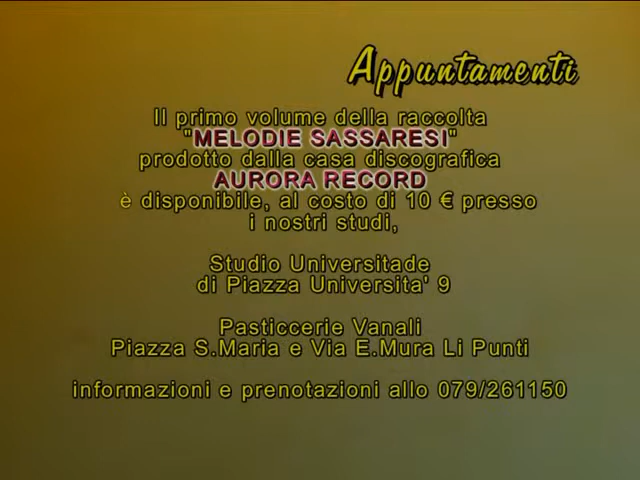 Appuntamenti
Il primo volume della raccolta
"MELODIE SASSARESI"
prodotto dalla casa discografica
AURORA RECORD
è disponibile, al costo di 10 € presso
i nostri studi,
Studio Universitade
di Piazza Universita' 9
Pasticcerie Vanali
Piazza S.Maria e Via E.Mura Li Punti
informazioni e prenotazioni allo 079/261150